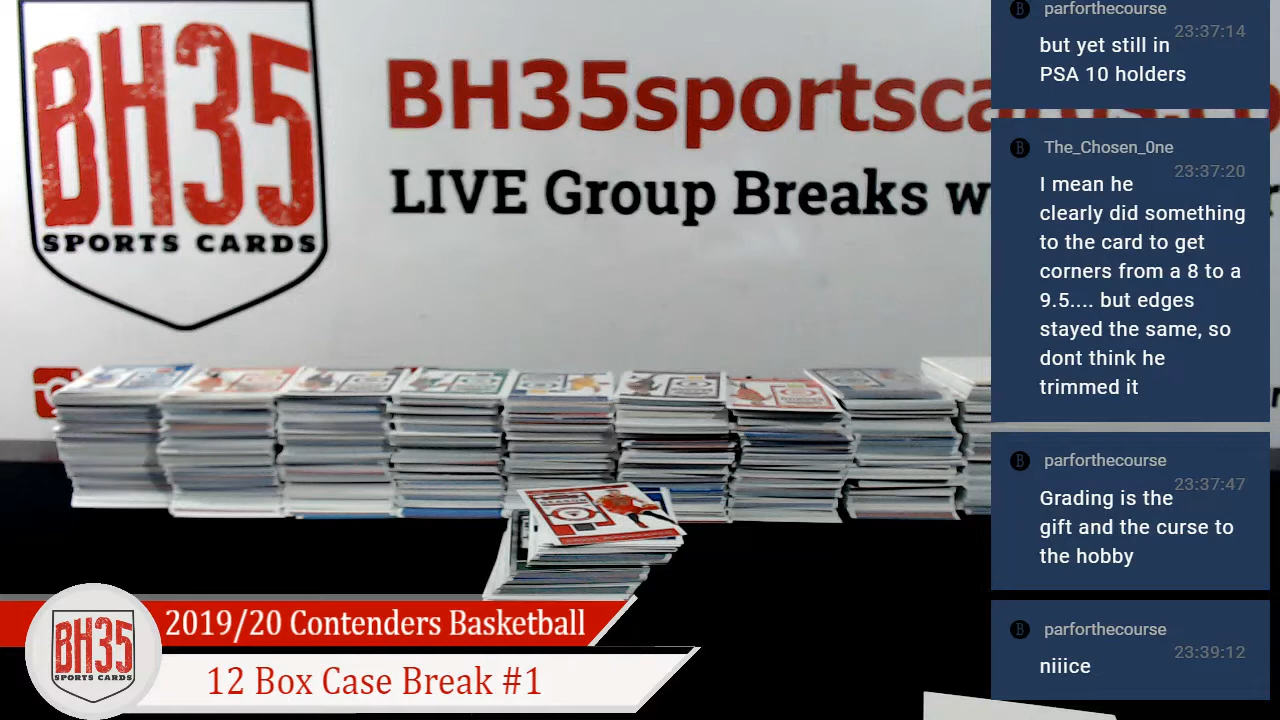 BH35
SPORTS CARDS
BH35sportscards.co
LIVE Group Breaks w
parforthecourse
23:37:14
but yet still in
PSA 10 holders
The_Chosen_0ne
23:37:20
I mean he
clearly did something
to the card to get
corners from a 8 to a
9.5.... but edges
stayed the same, so
dont think he
trimmed it
parforthecourse
23:37:47
Grading is the
gift and the curse to
the hobby
parforthecourse
23:39:12
niiice
BH35
SPORTS CARDS
2019/20 Contenders Basketball
12 Box Case Break #1